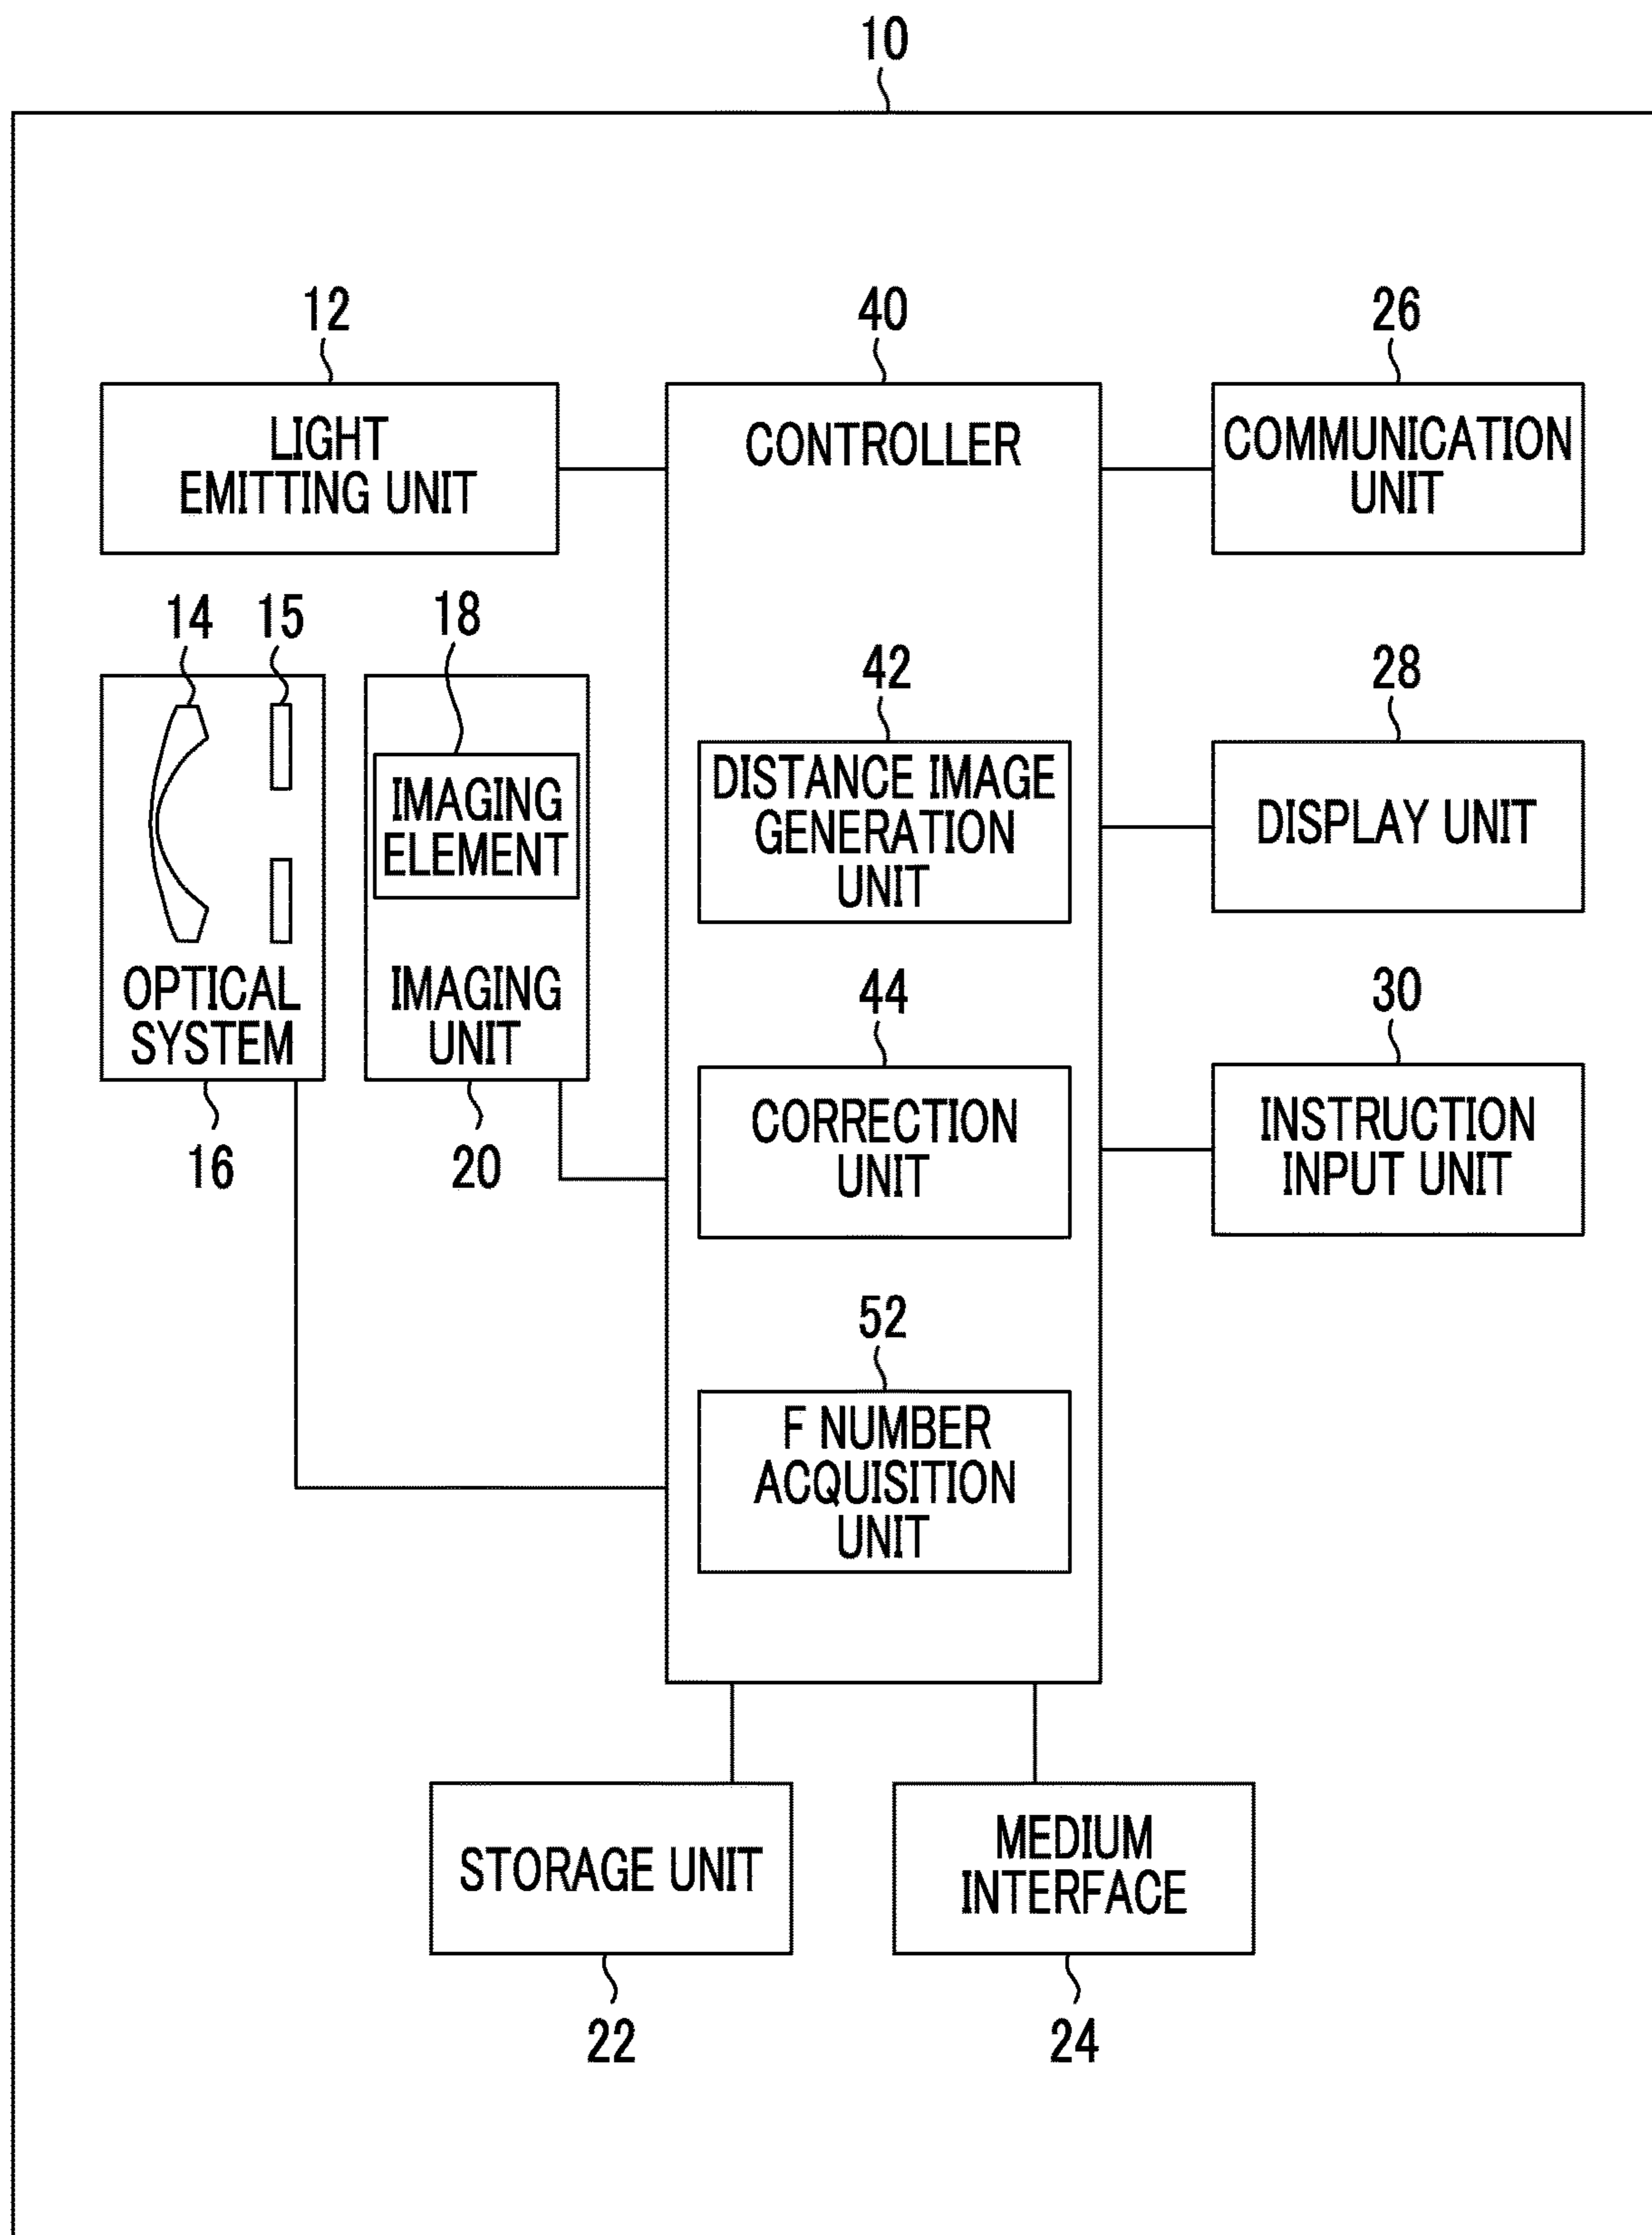 10
12
40
26
LIGHT
EMITTING UNIT
CONTROLLER
COMMUNICATION
UNIT
14
15
18
42
28
IMAGING
ELEMENT
DISTANCE IMAGE
GENERATION
UNIT
DISPLAY UNIT
OPTICAL
SYSTEM
IMAGING
UNIT
44
30
16
20
CORRECTION
UNIT
INSTRUCTION
INPUT UNIT
52
F NUMBER
ACQUISITION
UNIT
STORAGE UNIT
MEDIUM
INTERFACE
22
24